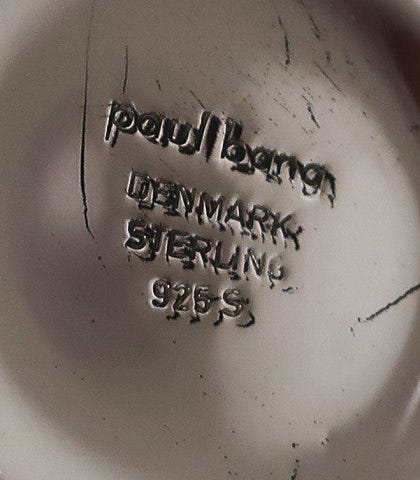 paul bang
DENMARK
STERLING
925 S